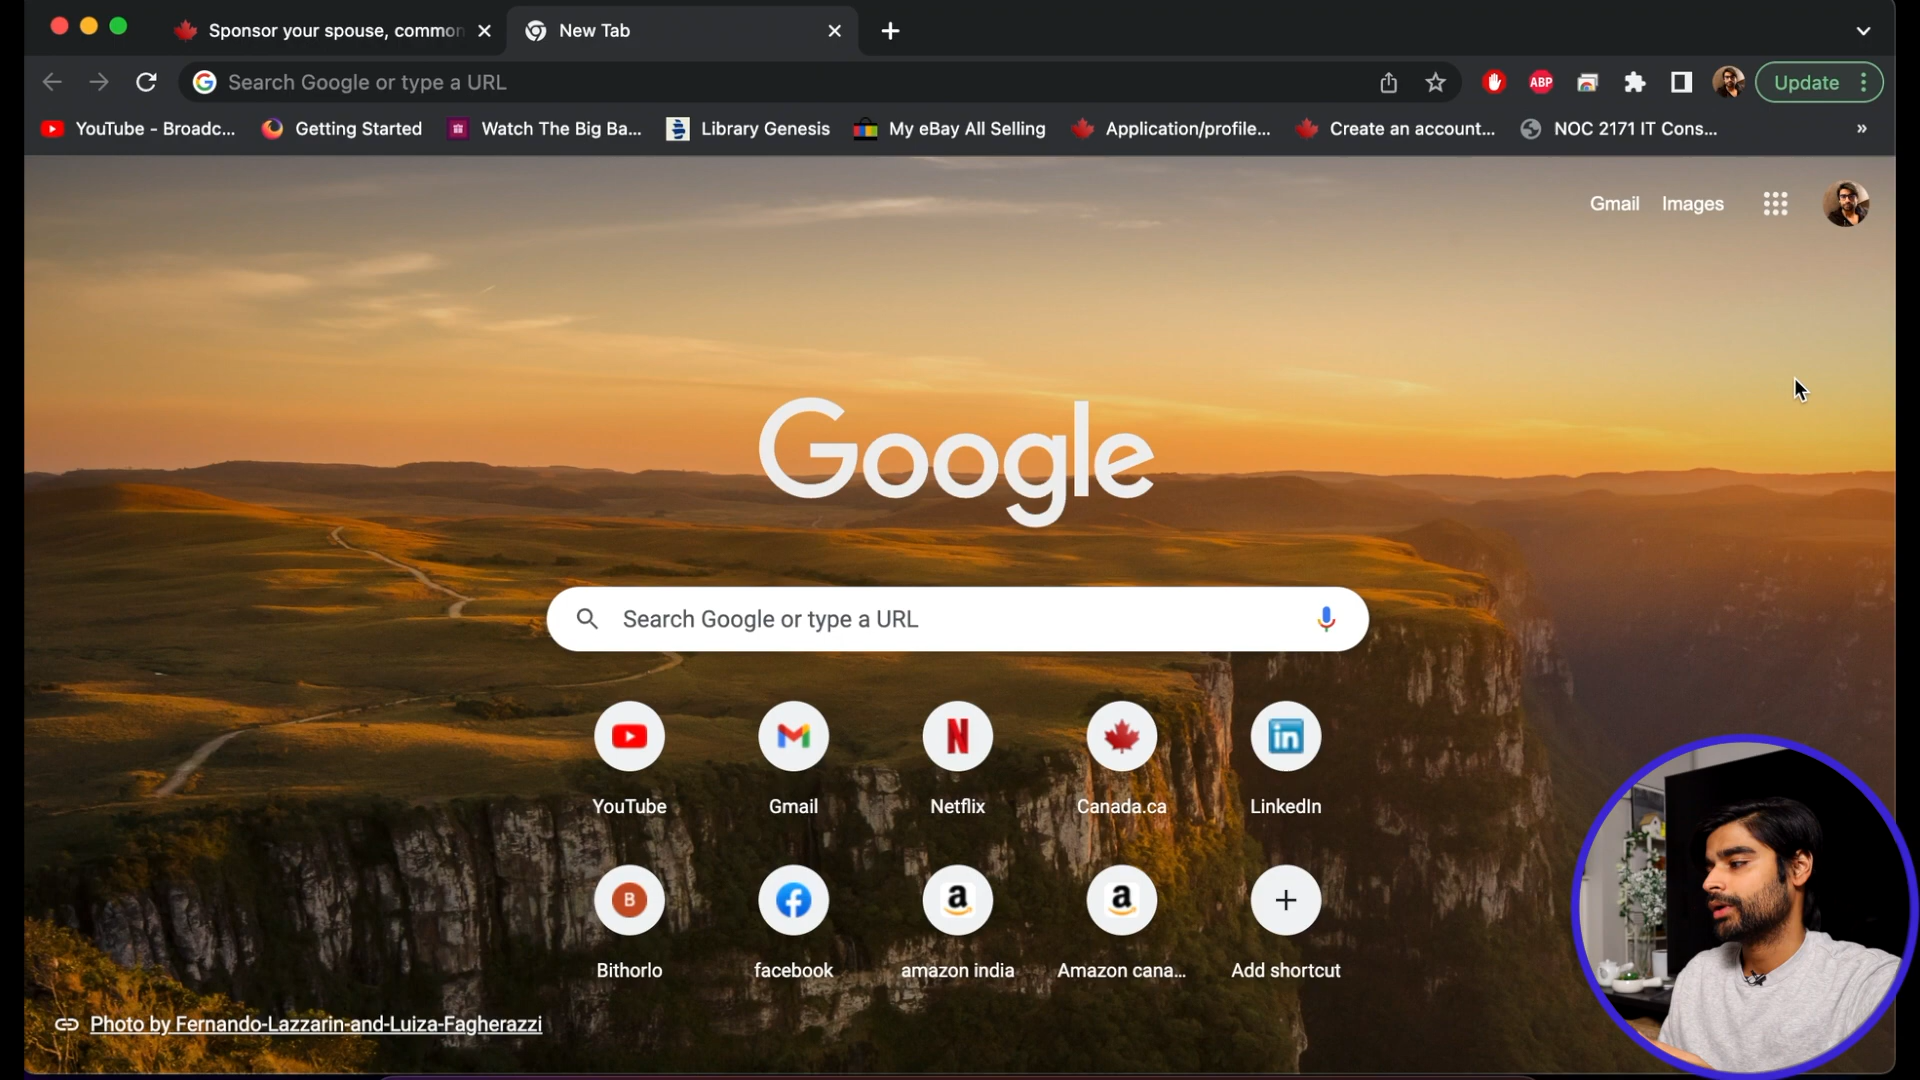 Sponsor your spouse, common
New Tab
Search Google or type a URL
ABP
Update
YouTube - Broadc...
Getting Started
Watch The Big Ba...
Library Genesis
My eBay All Selling
Application/profile...
Create an account...
NOC 2171 IT Cons...
Gmail
Images
Google
Search Google or type a URL
YouTube
Gmail
Netflix
Canada.ca
LinkedIn
B
Bithorlo
facebook
amazon india
Amazon cana...
Add shortcut
Photo by Fernando-Lazzarin-and-Luiza-Fagherazzi